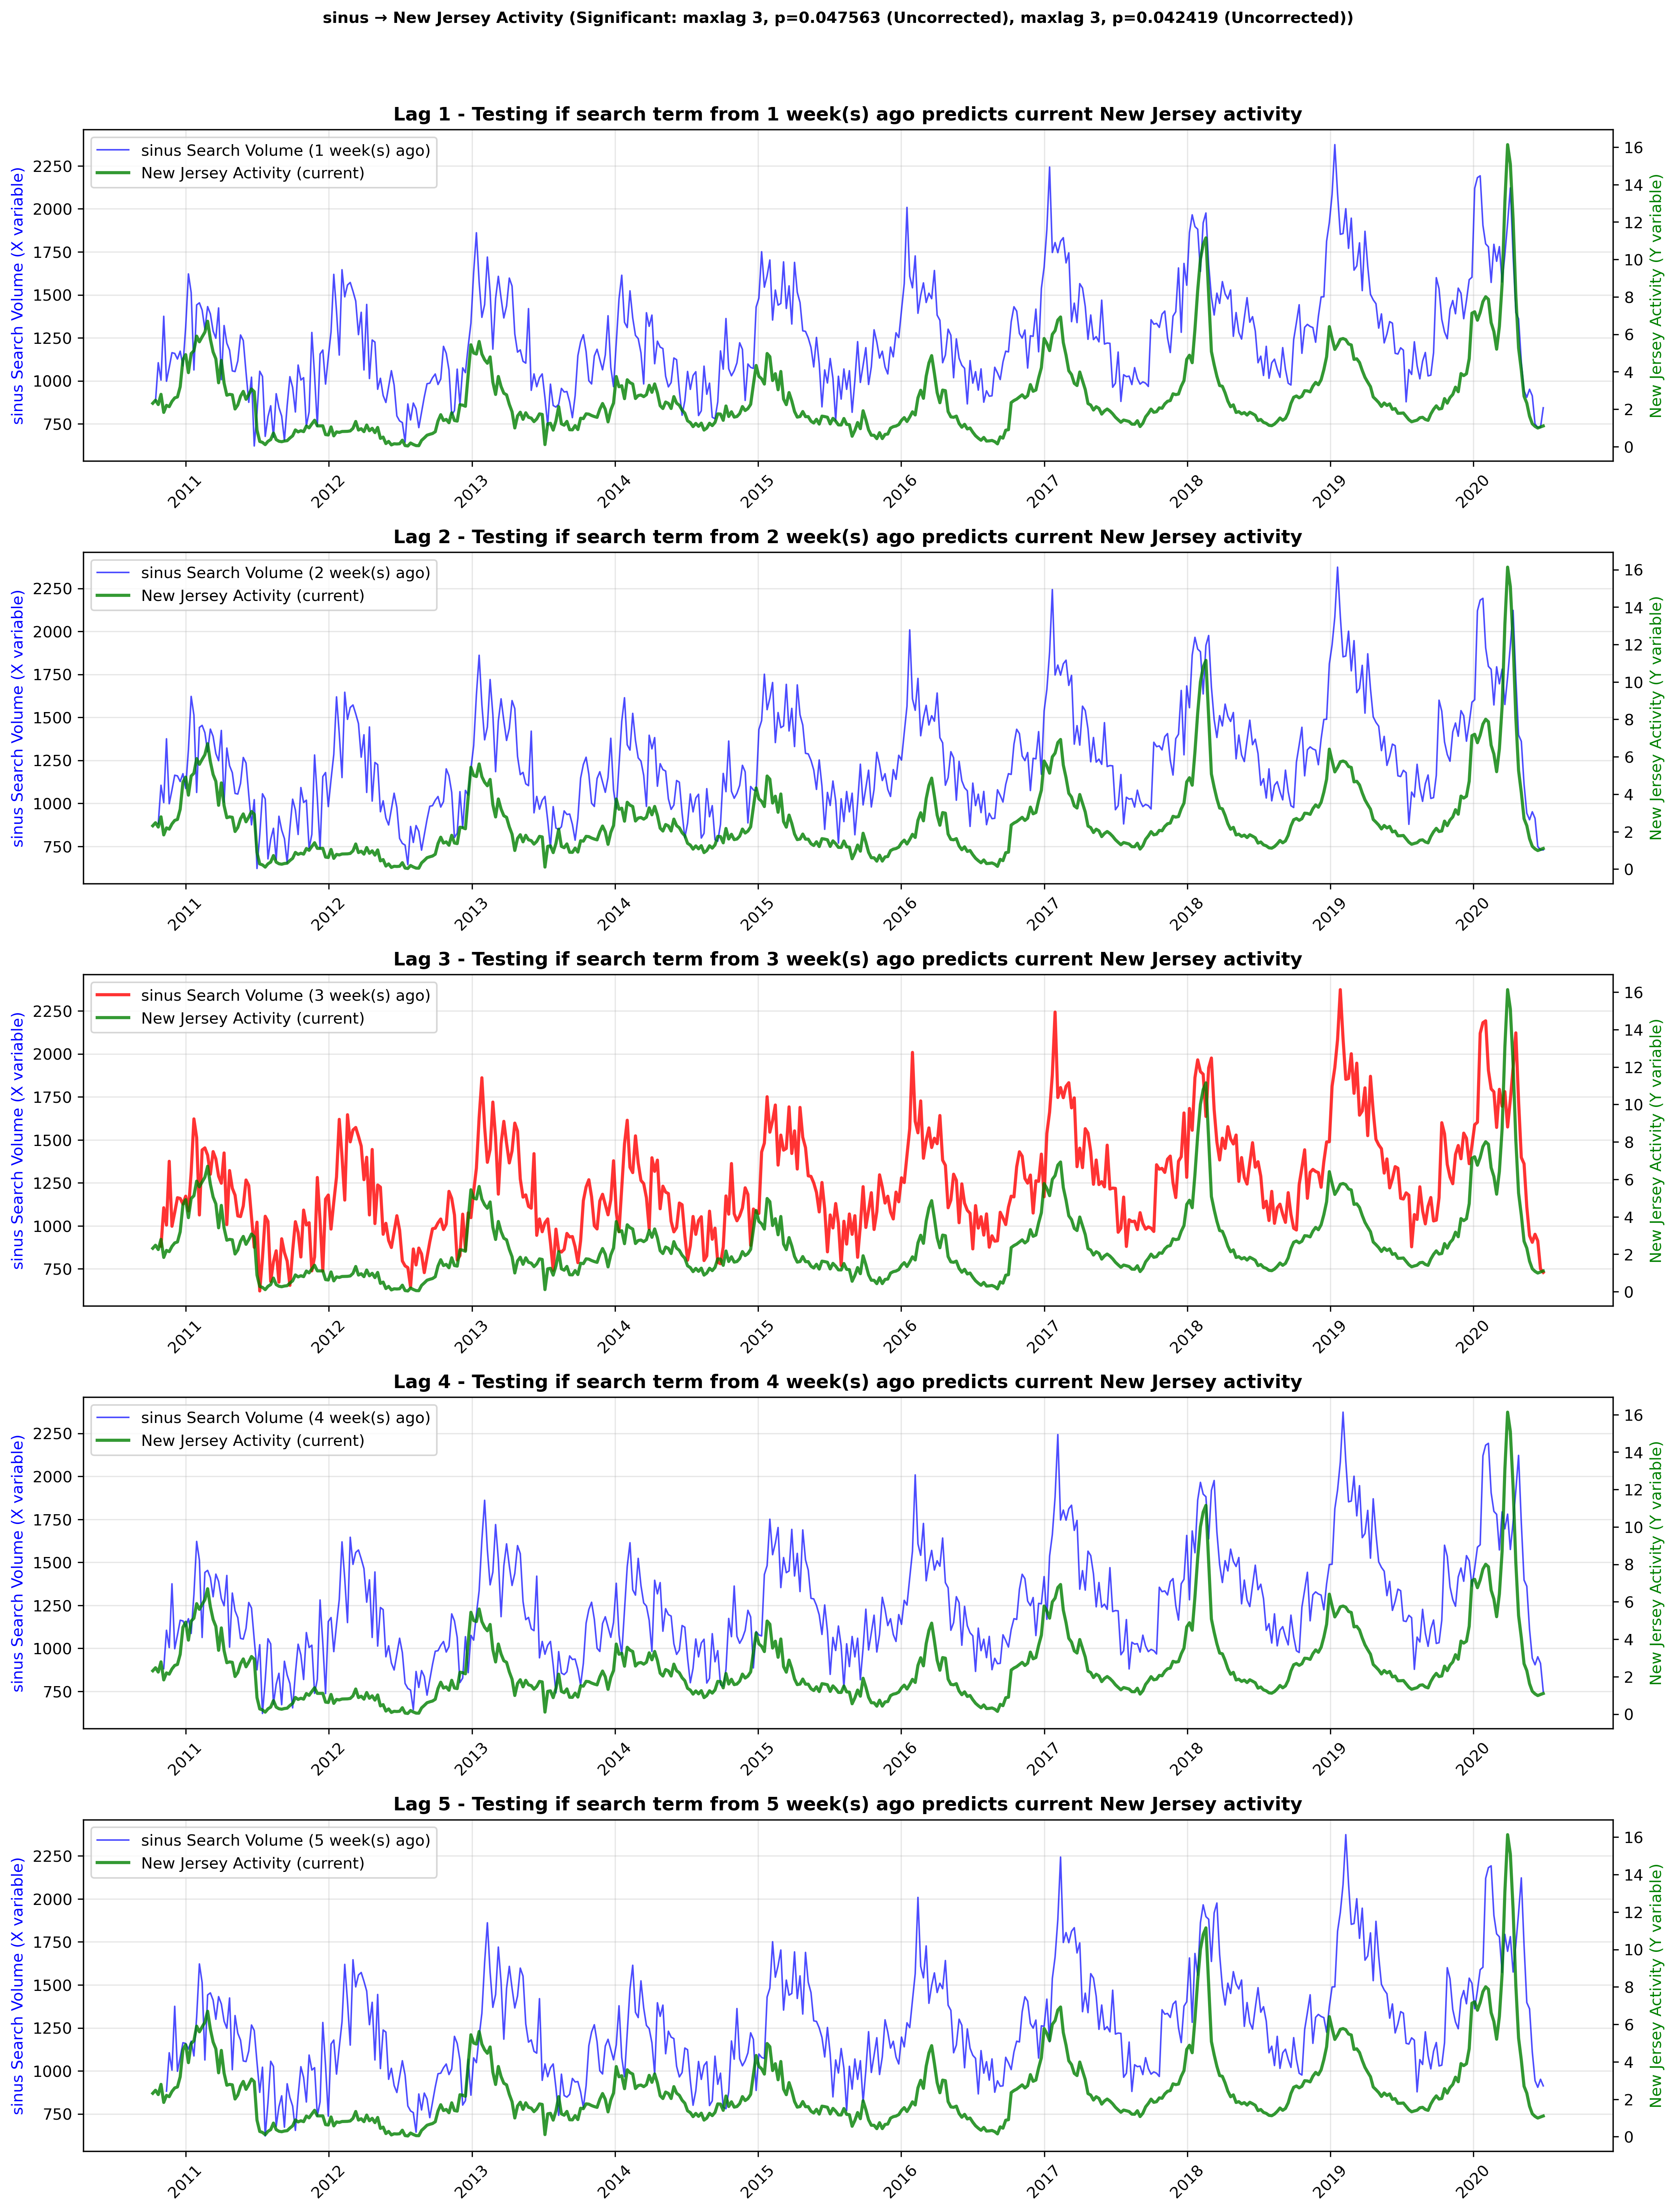 sinus → New Jersey Activity (Significant: maxlag 3, p=0.047563 (Uncorrected), maxlag 3, p=0.042419 (Uncorrected))
Lag 1 - Testing if search term from 1 week(s) ago predicts current New Jersey activity
sinus Search Volume (1 week(s) ago)
New Jersey Activity (current)
sinus Search Volume (X variable)
2250
2000
1750
1500
1250
1000
750
New Jersey Activity (Y variable)
16
14
12
10
8
6
4
2
0
2011 2012 2013 2014 2015 2016 2017 2018 2019 2020
Lag 2 - Testing if search term from 2 week(s) ago predicts current New Jersey activity
sinus Search Volume (2 week(s) ago)
New Jersey Activity (current)
sinus Search Volume (X variable)
2250
2000
1750
1500
1250
1000
750
New Jersey Activity (Y variable)
16
14
12
10
8
6
4
2
0
2011 2012 2013 2014 2015 2016 2017 2018 2019 2020
Lag 3 - Testing if search term from 3 week(s) ago predicts current New Jersey activity
sinus Search Volume (3 week(s) ago)
New Jersey Activity (current)
sinus Search Volume (X variable)
2250
2000
1750
1500
1250
1000
750
New Jersey Activity (Y variable)
16
14
12
10
8
6
4
2
0
2011 2012 2013 2014 2015 2016 2017 2018 2019 2020
Lag 4 - Testing if search term from 4 week(s) ago predicts current New Jersey activity
sinus Search Volume (4 week(s) ago)
New Jersey Activity (current)
sinus Search Volume (X variable)
2250
2000
1750
1500
1250
1000
750
New Jersey Activity (Y variable)
16
14
12
10
8
6
4
2
0
2011 2012 2013 2014 2015 2016 2017 2018 2019 2020
Lag 5 - Testing if search term from 5 week(s) ago predicts current New Jersey activity
sinus Search Volume (5 week(s) ago)
New Jersey Activity (current)
sinus Search Volume (X variable)
2250
2000
1750
1500
1250
1000
750
New Jersey Activity (Y variable)
16
14
12
10
8
6
4
2
0
2011 2012 2013 2014 2015 2016 2017 2018 2019 2020